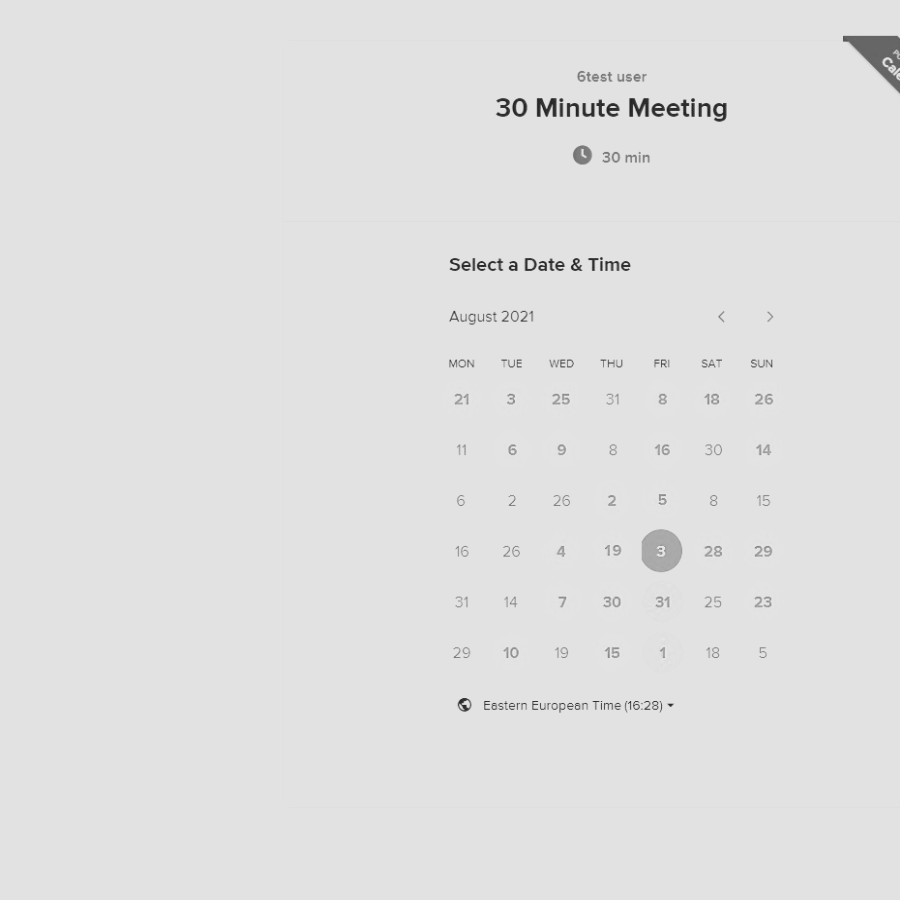 6test user
30 Minute Meeting
30 min
Select a Date & Time
August 2021
MON TUE WED THU FRI SAT SUN
21 3 25 31 8 18 26
11 6 9 8 16 30 14
6 2 26 2 5 8 15
16 26 4 19 3 28 29
31 14 7 30 31 25 23
29 10 19 15 1 18 5
Eastern European Time (16:28)